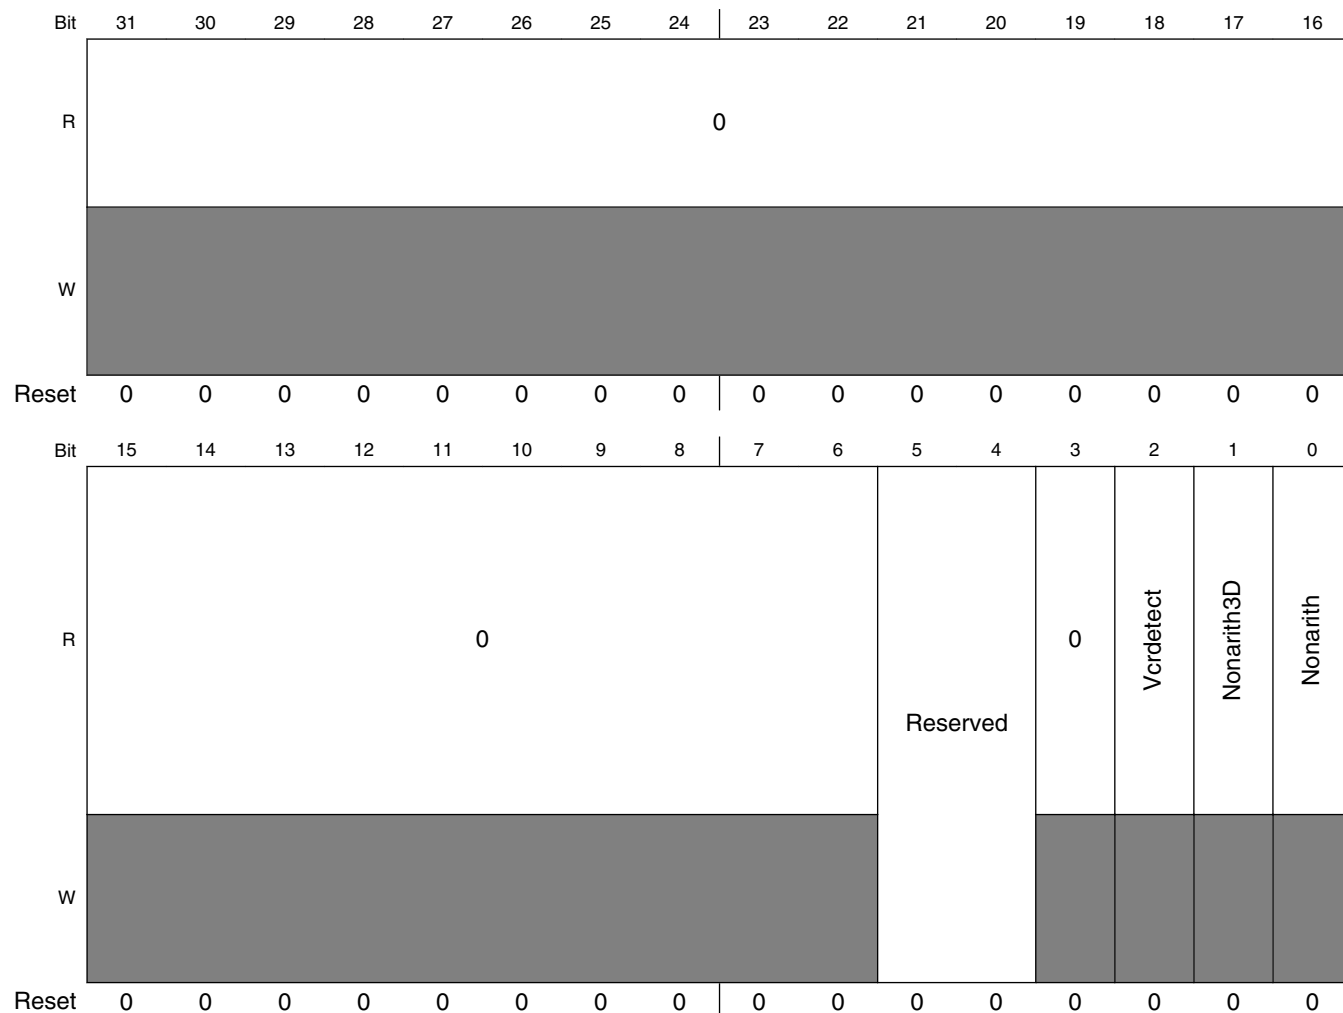 Bit 31 30 29 28 27 26 25 24 23 22 21 20 19 18 17 16
R 0
W
Reset 0 0 0 0 0 0 0 0 0 0 0 0 0 0 0 0
Bit 15 14 13 12 11 10 9 8 7 6 5 4 3 2 1 0
R 0 Reserved 0 Vcrdetect Nonarith3D Nonarith
W
Reset 0 0 0 0 0 0 0 0 0 0 0 0 0 0 0 0